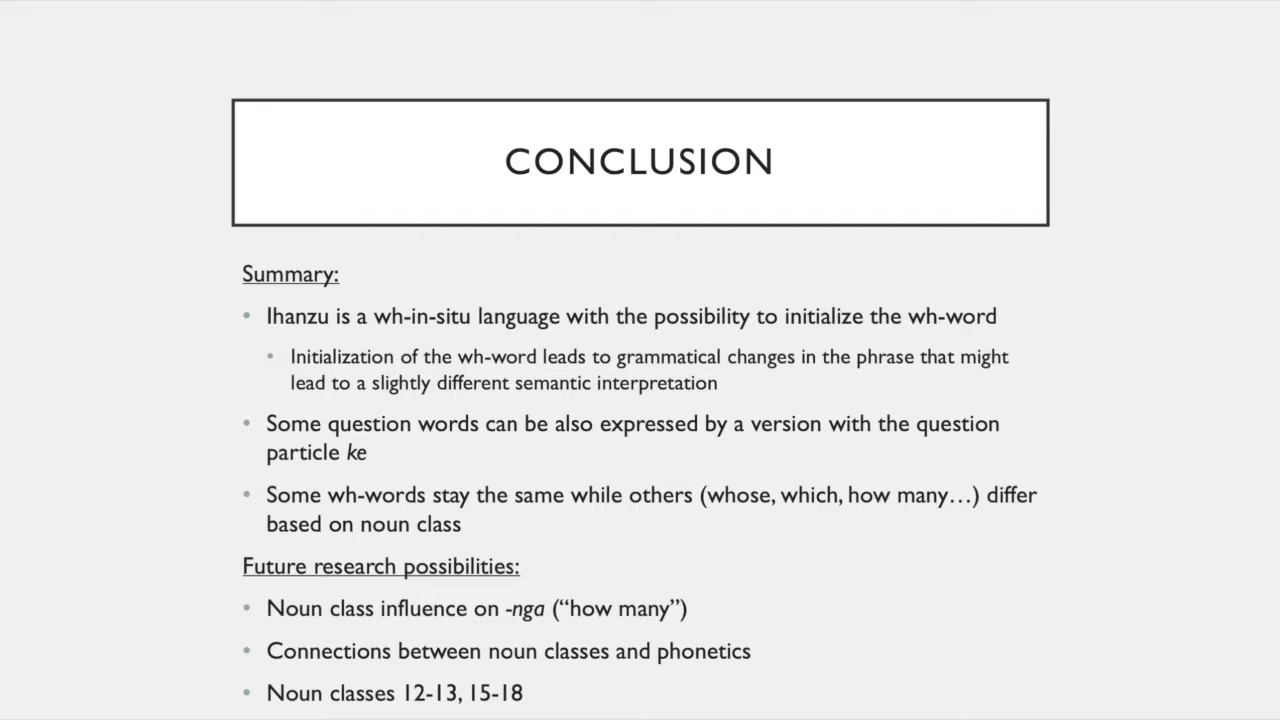 CONCLUSION
Summary:
• Ihanzu is a wh-in-situ language with the possibility to initialize the wh-word
• Initialization of the wh-word leads to grammatical changes in the phrase that might
lead to a slightly different semantic interpretation
• Some question words can be also expressed by a version with the question
particle ke
• Some wh-words stay the same while others (whose, which, how many…) differ
based on noun class
Future research possibilities:
• Noun class influence on -nga (“how many”)
• Connections between noun classes and phonetics
• Noun classes 12-13, 15-18